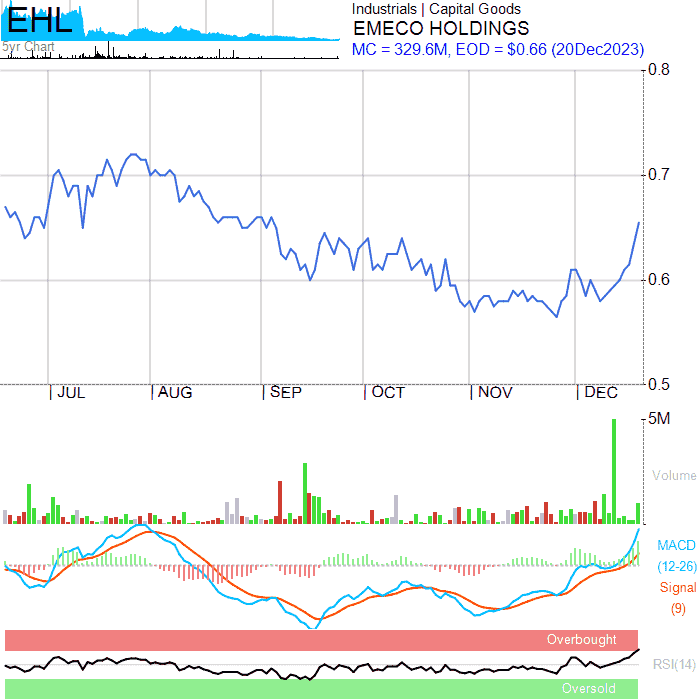 EHL
5yr Chart
Industrials | Capital Goods
EMECO HOLDINGS
MC = 329.6M, EOD = $0.66 (20Dec2023)
0.8
0.7
0.6
0.5
JUL
AUG
SEP
OCT
NOV
DEC
5M
Volume
MACD
(12-26)
Signal
(9)
Overbought
RSI(14)
Oversold